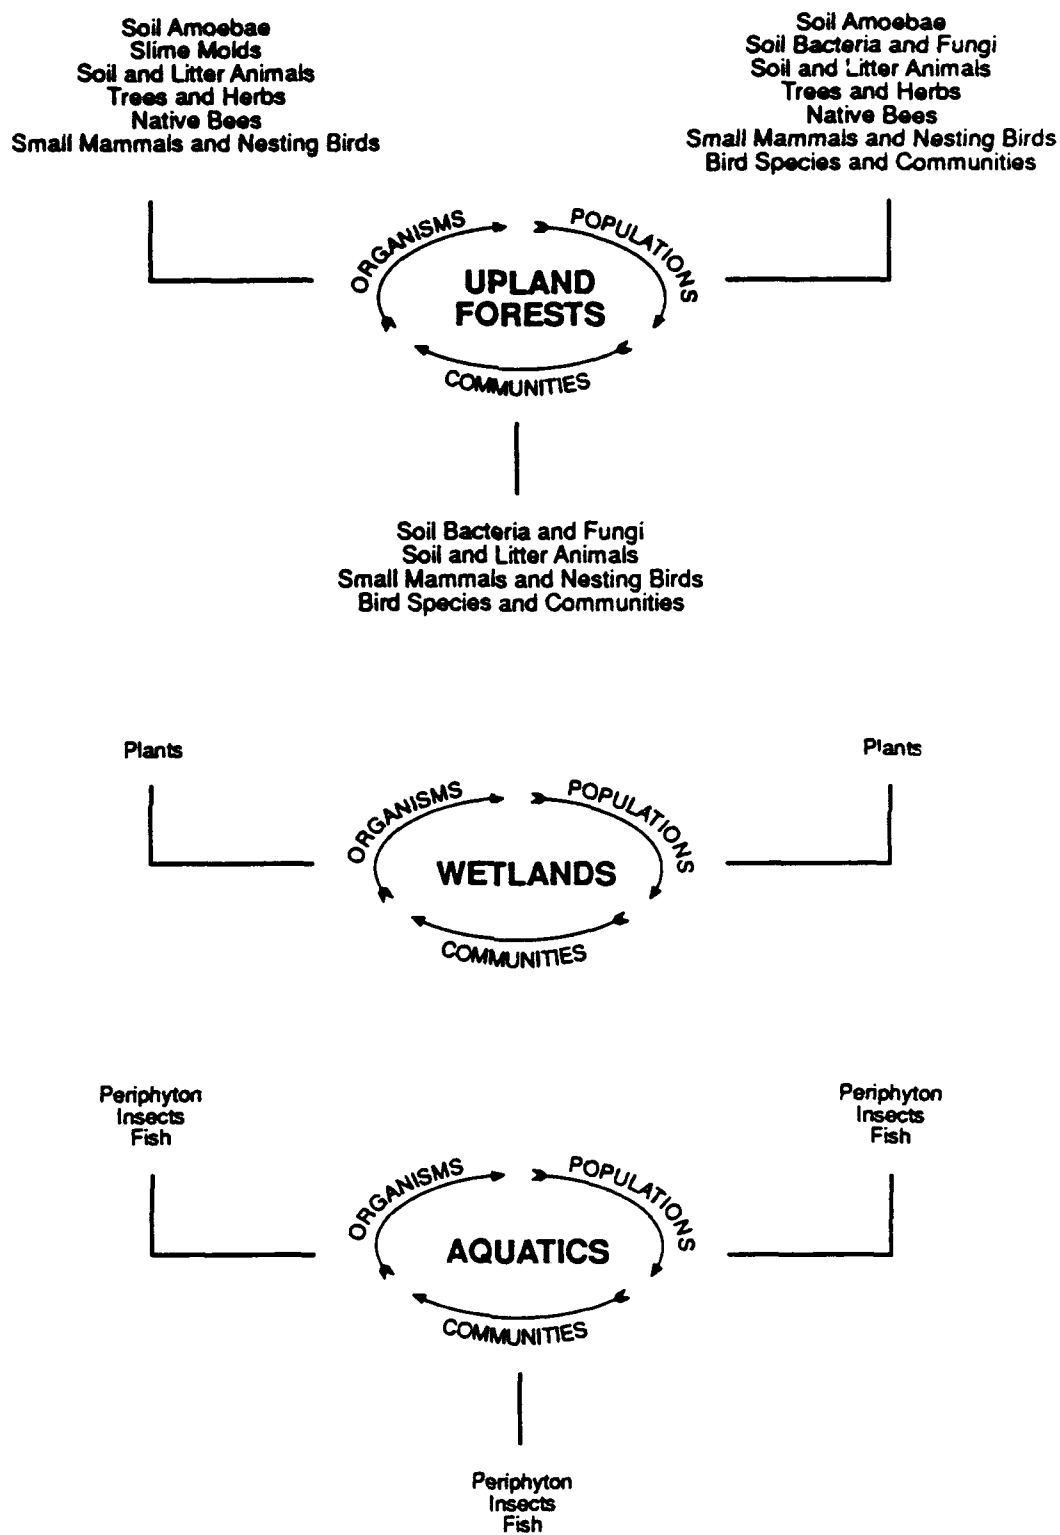 Soil Amoebae
Slime Molds
Soil and Litter Animals
Trees and Herbs
Native Bees
Small Mammals and Nesting Birds
Soil Amoebae
Soil Bacteria and Fungi
Soil and Litter Animals
Trees and Herbs
Native Bees
Small Mammals and Nesting Birds
Bird Species and Communities
ORGANISMS
POPULATIONS
UPLAND
FORESTS
COMMUNITIES
Soil Bacteria and Fungi
Soil and Litter Animals
Small Mammals and Nesting Birds
Bird Species and Communities
Plants
Plants
ORGANISMS
POPULATIONS
WETLANDS
COMMUNITIES
Periphyton
Insects
Fish
Periphyton
Insects
Fish
ORGANISMS
POPULATIONS
AQUATICS
COMMUNITIES
Periphyton
Insects
Fish